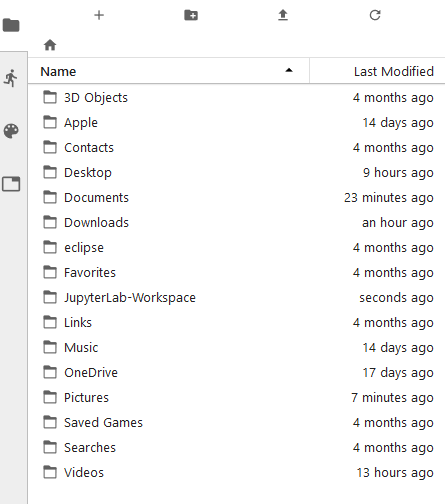 Name Last Modified
3D Objects 4 months ago
Apple 14 days ago
Contacts 4 months ago
Desktop 9 hours ago
Documents 23 minutes ago
Downloads an hour ago
eclipse 4 months ago
Favorites 4 months ago
JupyterLab-Workspace seconds ago
Links 4 months ago
Music 14 days ago
OneDrive 17 days ago
Pictures 7 minutes ago
Saved Games 4 months ago
Searches 4 months ago
Videos 13 hours ago